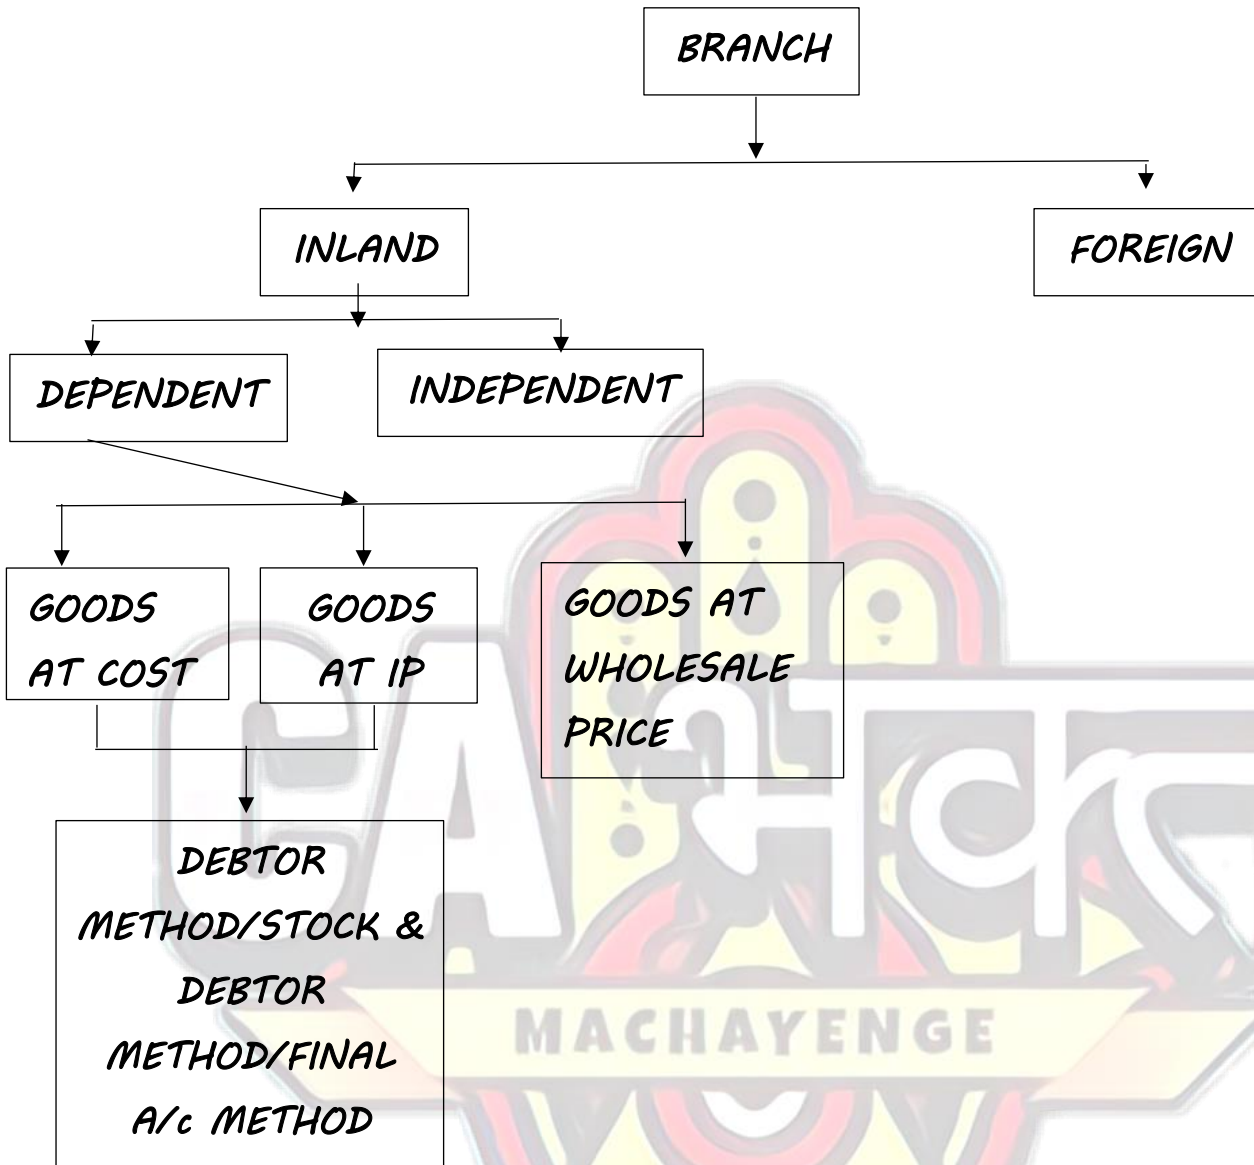 BRANCH
INLAND
FOREIGN
DEPENDENT
INDEPENDENT
GOODS
AT COST
GOODS
AT IP
GOODS AT
WHOLESALE
PRICE
DEBTOR
METHOD/STOCK &
DEBTOR
METHOD/FINAL
A/c METHOD
CA
MACHAYENGE